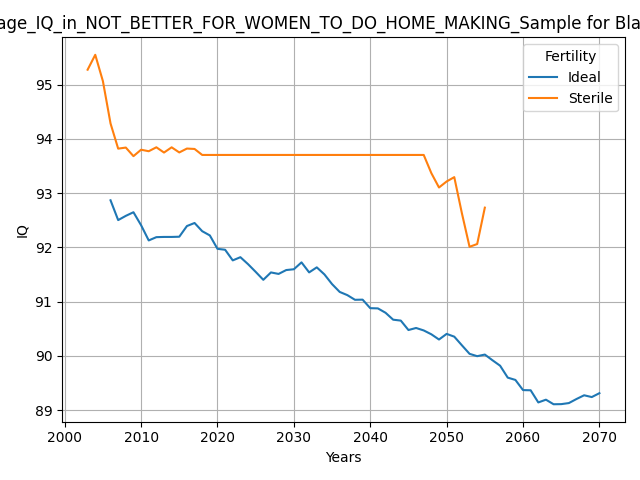 age_IQ_in_NOT_BETTER_FOR_WOMEN_TO_DO_HOME_MAKING_Sample for Bla
Fertility
Ideal
Sterile
95
94
93
92
91
90
89
IQ
2000 2010 2020 2030 2040 2050 2060 2070
Years